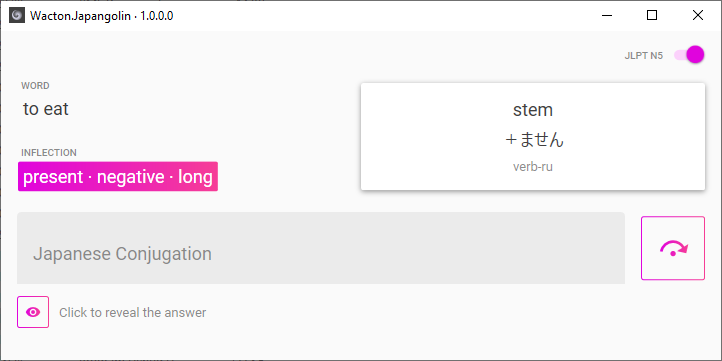 Wacton.Japangolin · 1.0.0.0
JLPT N5
WORD
to eat
INFLECTION
present · negative · long
stem
＋ません
verb-ru
Japanese Conjugation
Click to reveal the answer